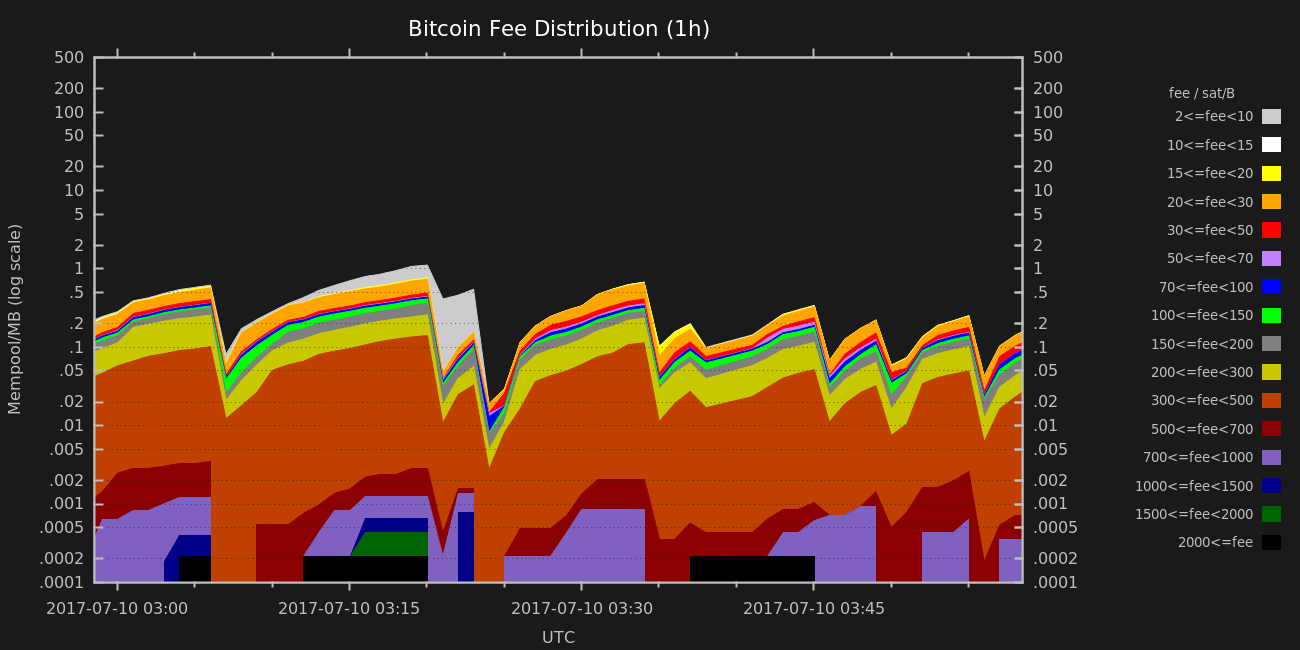 Bitcoin Fee Distribution (1h)
Mempool/MB (log scale)
500
200
100
50
20
10
5
2
1
.5
.2
.1
.05
.02
.01
.005
.002
.001
.0005
.0002
.0001
500
200
100
50
20
10
5
2
1
.5
.2
.1
.05
.02
.01
.005
.002
.001
.0005
.0002
.0001
2017-07-10 03:00
2017-07-10 03:15
2017-07-10 03:30
2017-07-10 03:45
UTC
fee / sat/B
2<=fee<10
10<=fee<15
15<=fee<20
20<=fee<30
30<=fee<50
50<=fee<70
70<=fee<100
100<=fee<150
150<=fee<200
200<=fee<300
300<=fee<500
500<=fee<700
700<=fee<1000
1000<=fee<1500
1500<=fee<2000
2000<=fee